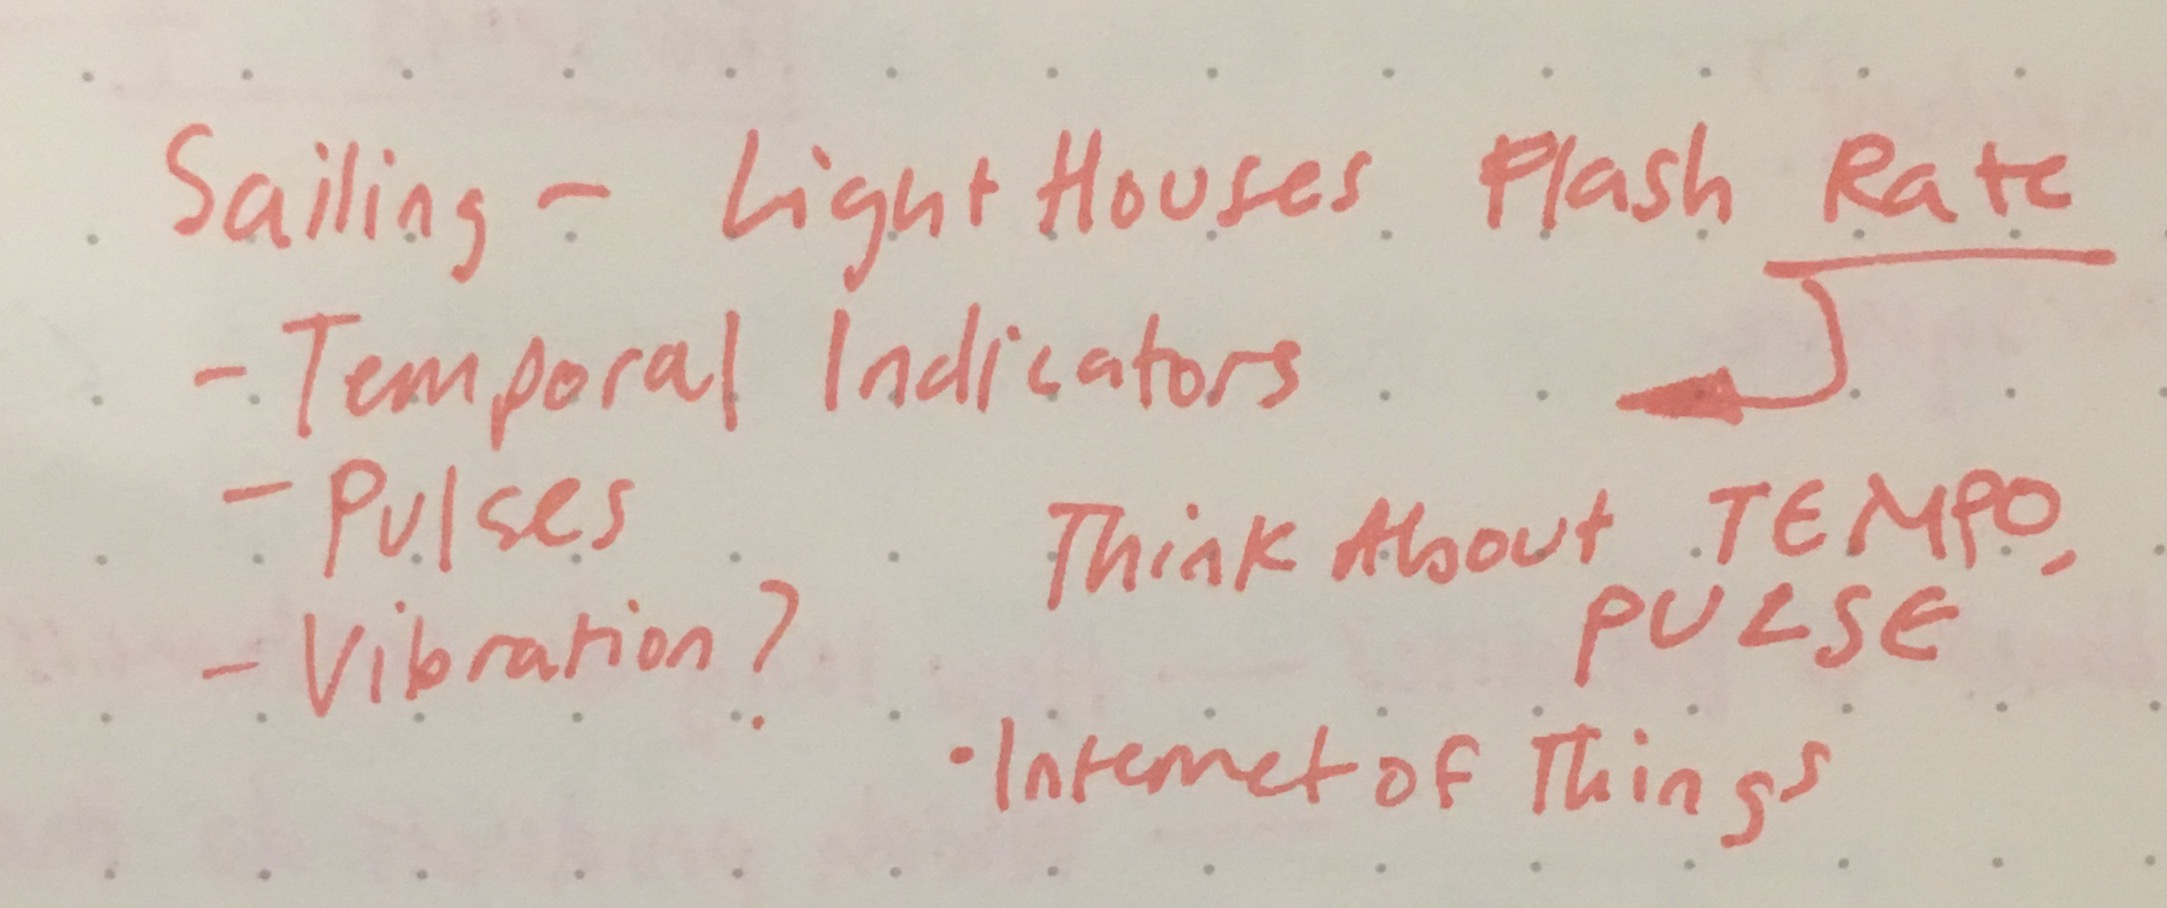 Sailing - Light Houses Flash Rate
- Temporal Indicators
- Pulses
- Vibration?
Think About TEMPO,
PULSE
• Internet of Things